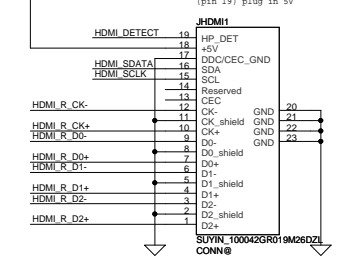 (pin 19) plug in 5V
JHDMI1
HDMI_DETECT 19 HP_DET
18 +5V
17 DDC/CEC_GND
HDMI_SDATA 16 SDA
HDMI_SCLK 15 SCL
14 Reserved
13 CEC
HDMI_R_CK- 12 CK- GND 20
11 CK_shield GND 21
HDMI_R_CK+ 10 CK+ GND 22
HDMI_R_D0- 9 D0- GND 23
8 D0_shield
HDMI_R_D0+ 7 D0+
HDMI_R_D1- 6 D1-
5 D1_shield
HDMI_R_D1+ 4 D1+
HDMI_R_D2- 3 D2-
2 D2_shield
HDMI_R_D2+ 1 D2+
SUYIN_100042GR019M26DZL
CONN@